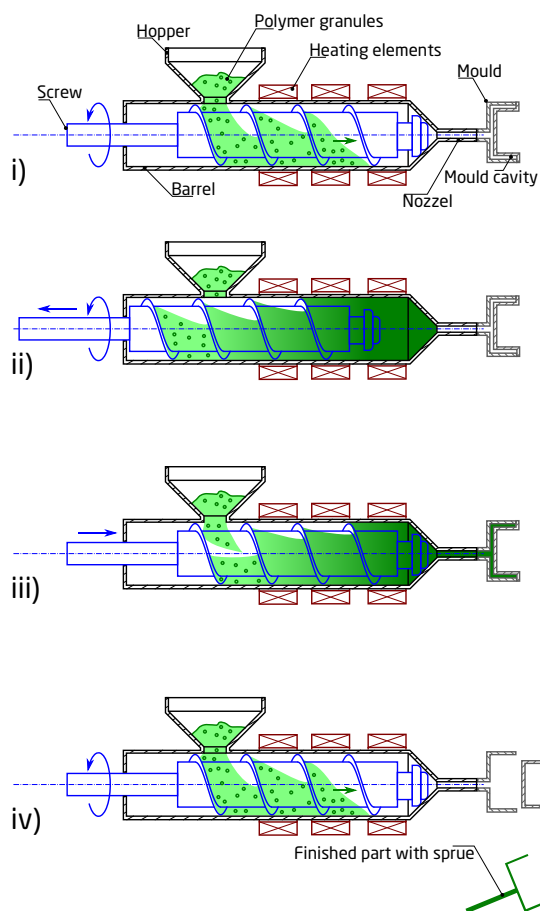 Polymer granules
Hopper
Heating elements
Mould
Screw
i)
Barrel
Nozzel
Mould cavity
ii)
iii)
iv)
Finished part with sprue